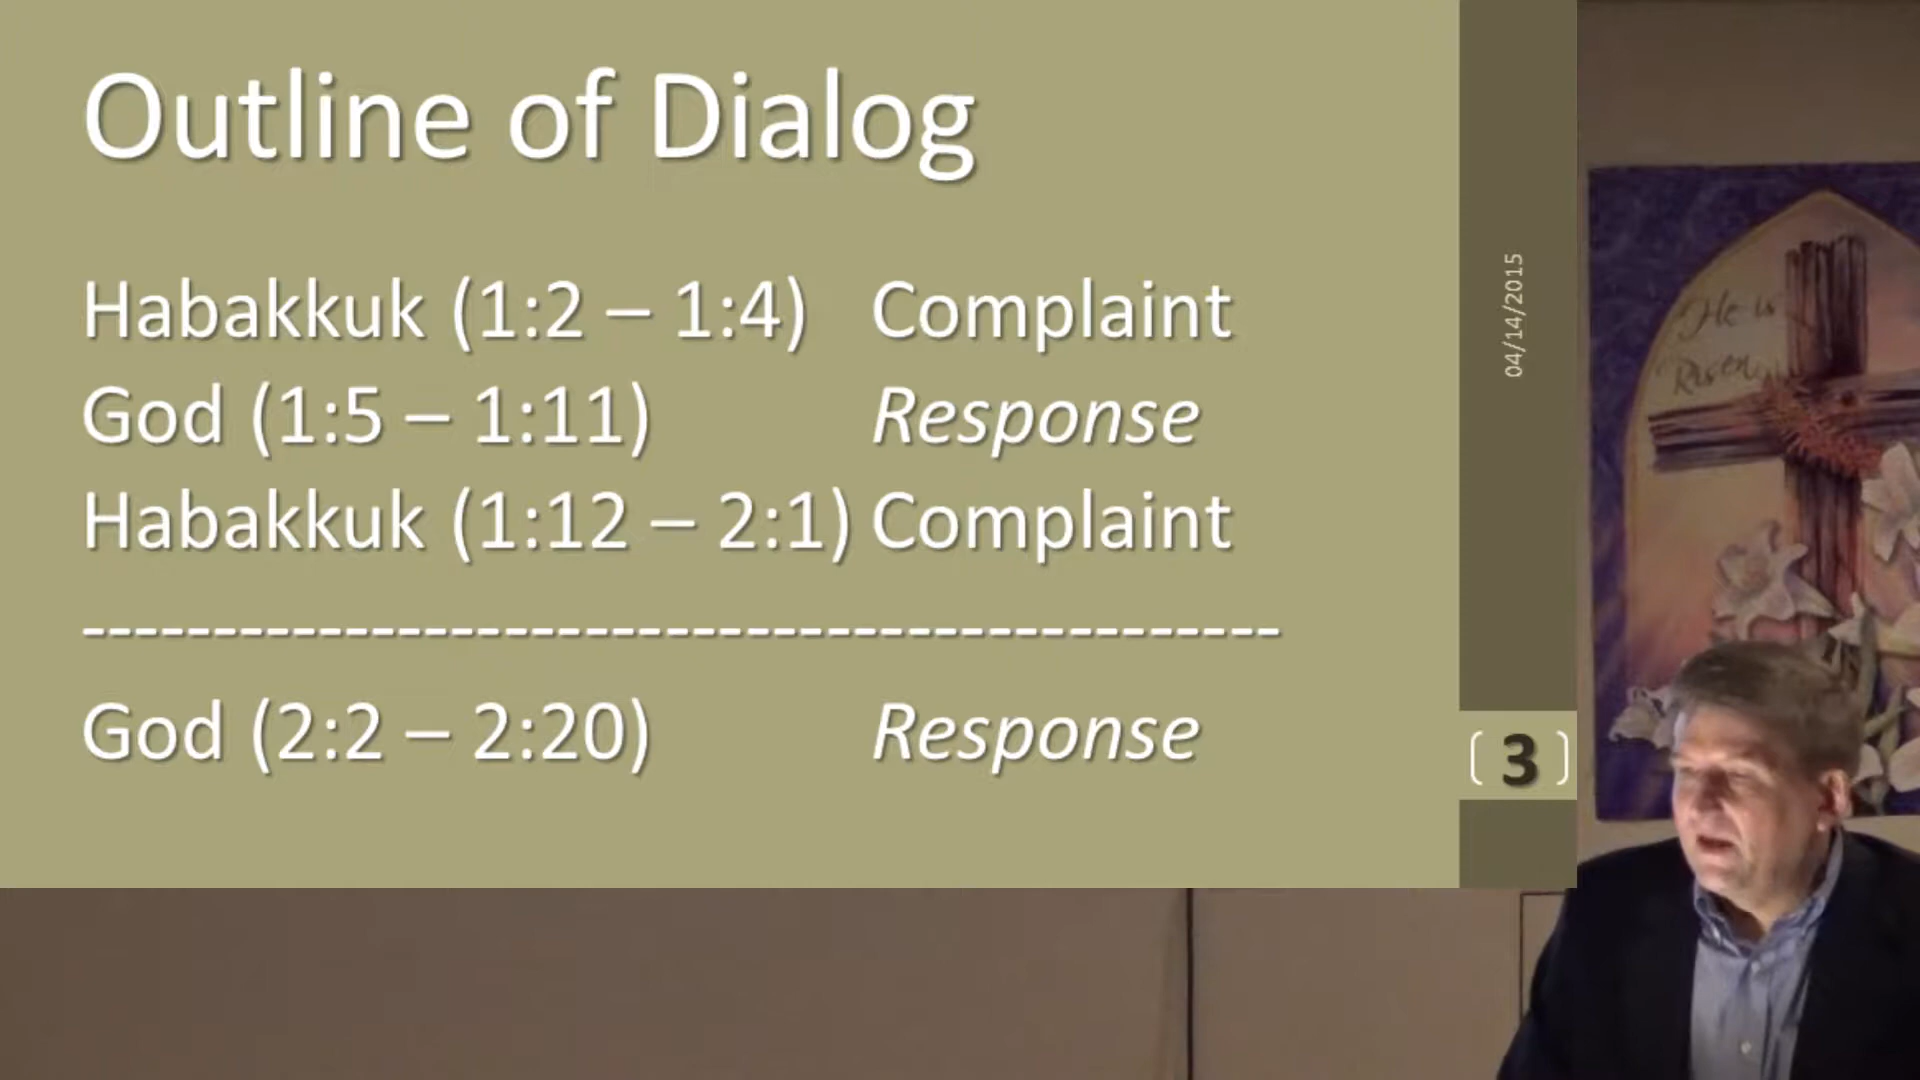 Outline of Dialog
Habakkuk (1:2 – 1:4) Complaint
God (1:5 – 1:11) Response
Habakkuk (1:12 – 2:1) Complaint
----------------------------------------------
God (2:2 – 2:20) Response
04/14/2015
3
He is
Risen